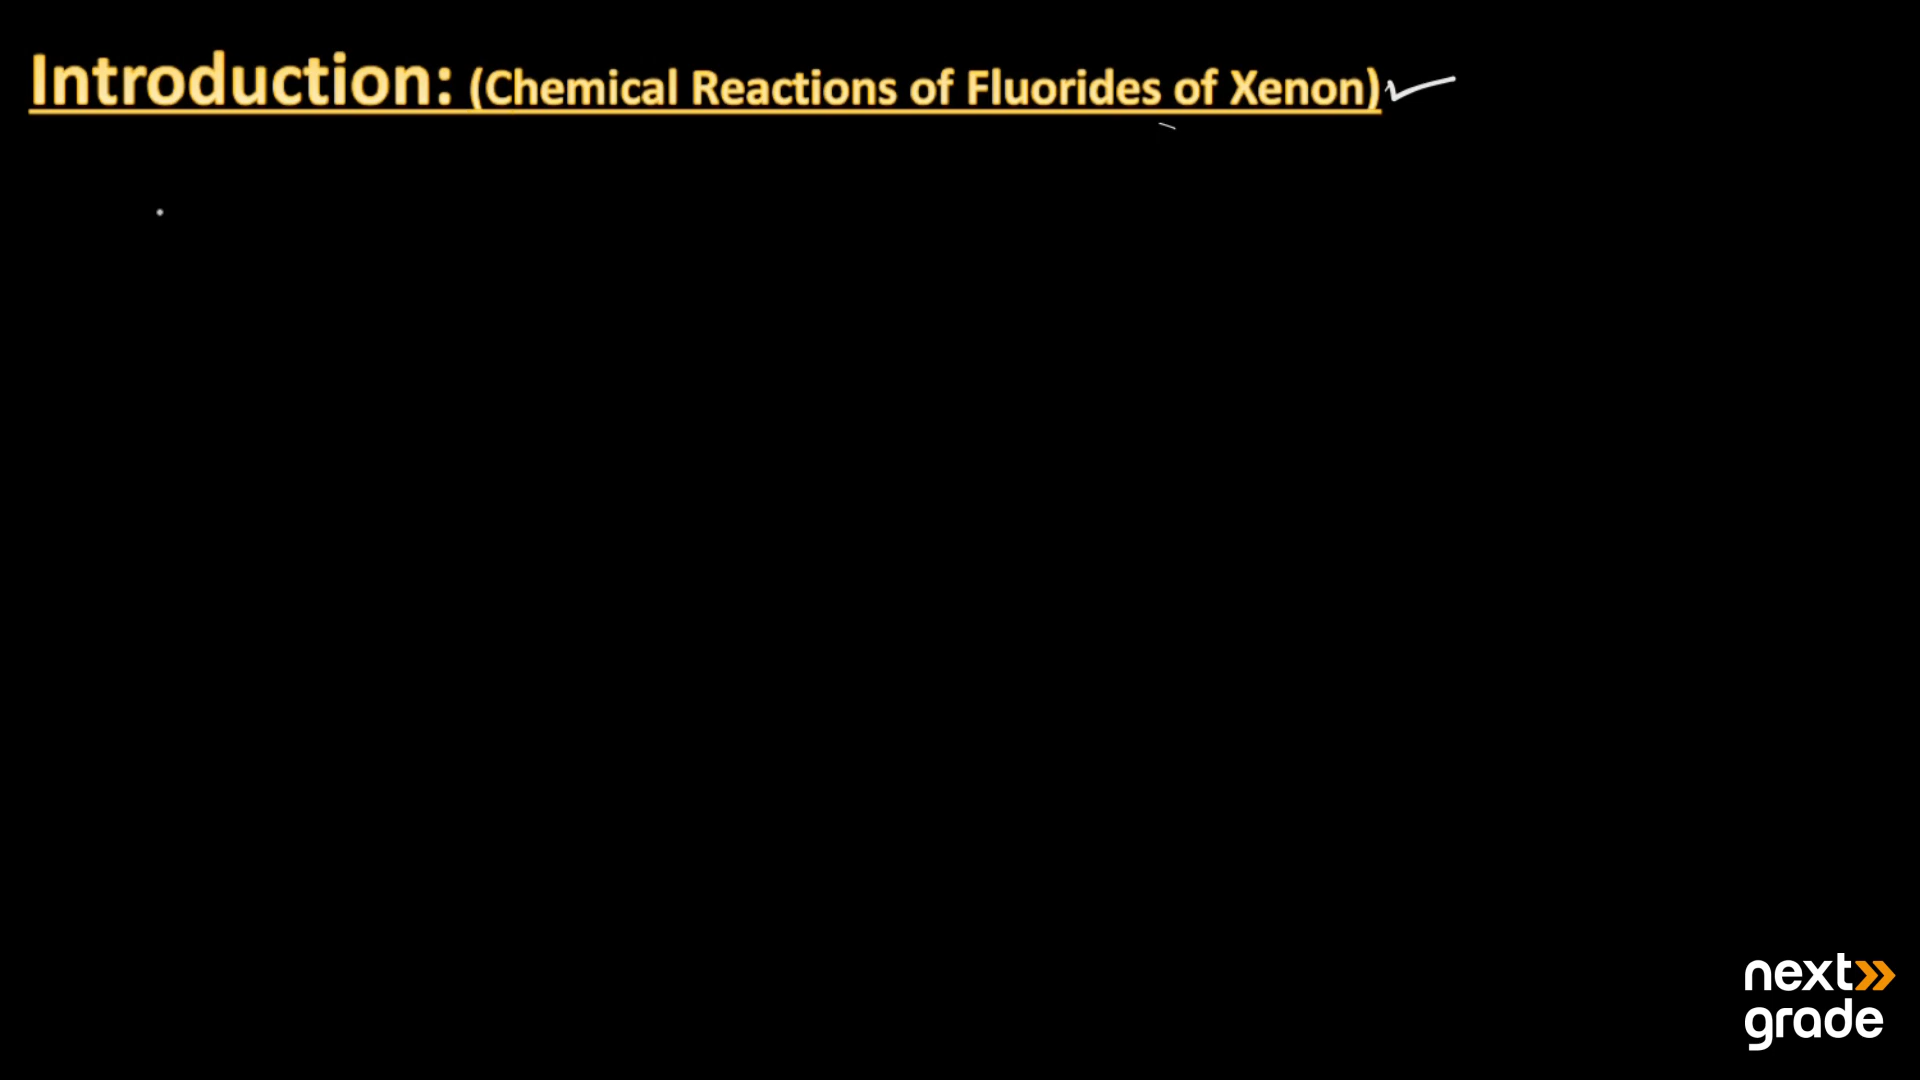 Introduction: (Chemical Reactions of Fluorides of Xenon)
next
grade